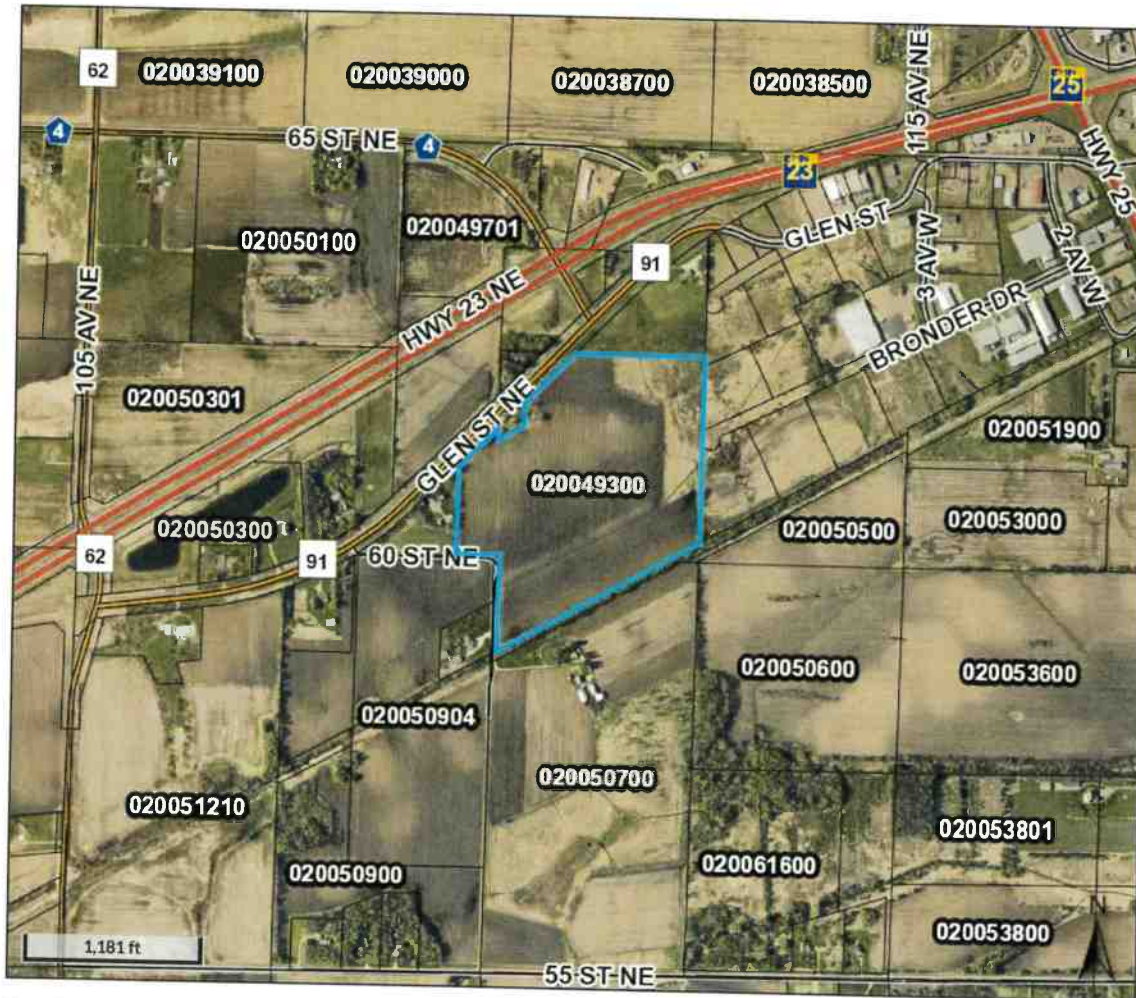 62
020039100
020039000
020038700
020038500
115 AV NE
25
4
65 ST NE
4
23
HWY 25
020050100
020049701
91
GLEN ST
3 AV W
2 AV W
HWY 23 NE
105 AV NE
BRONDER DR
020050301
GLEN ST NE
020051900
020049300
020050300
020050500
020053000
62
91
60 ST NE
020050600
020053600
020050904
020050700
020051210
020053801
020050900
020061600
N
020053800
1,181 ft
55 ST NE